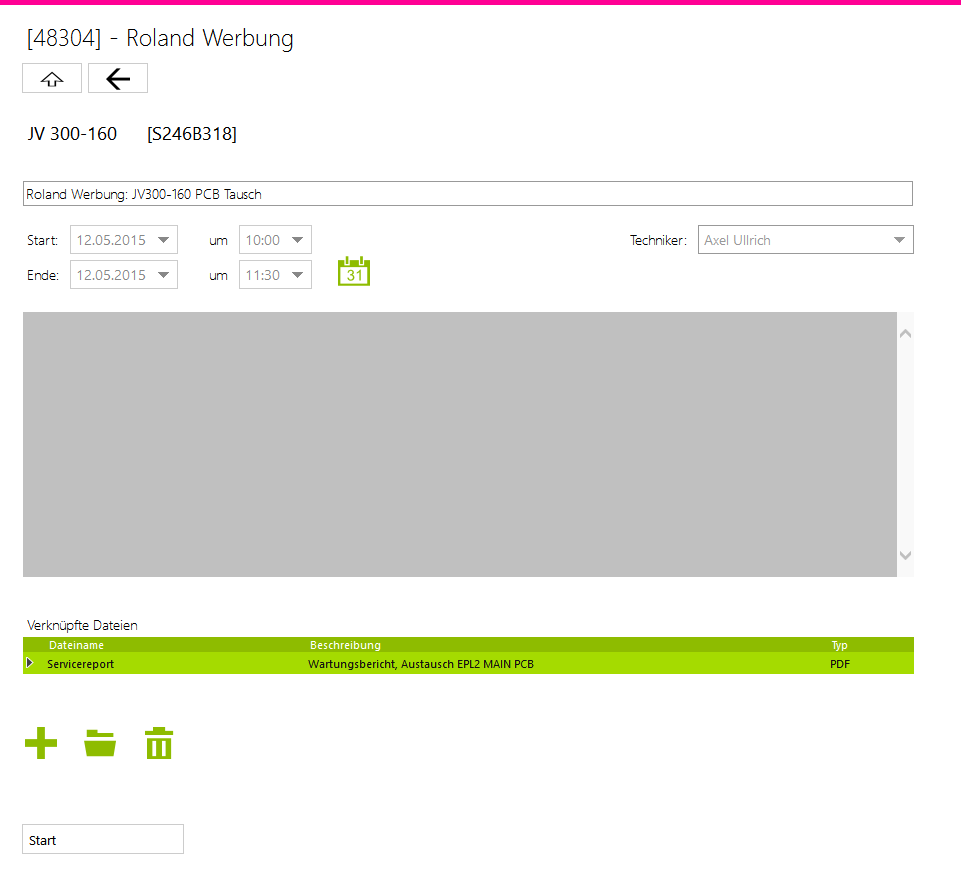 [48304] - Roland Werbung
JV 300-160 [S246B318]
Roland Werbung: JV300-160 PCB Tausch
Start: 12.05.2015 um 10:00 Techniker: Axel Ullrich
Ende: 12.05.2015 um 11:30 31
Verknüpfte Dateien
Dateiname Beschreibung Typ
Servicereport Wartungsbericht, Austausch EPL2 MAIN PCB PDF
Start